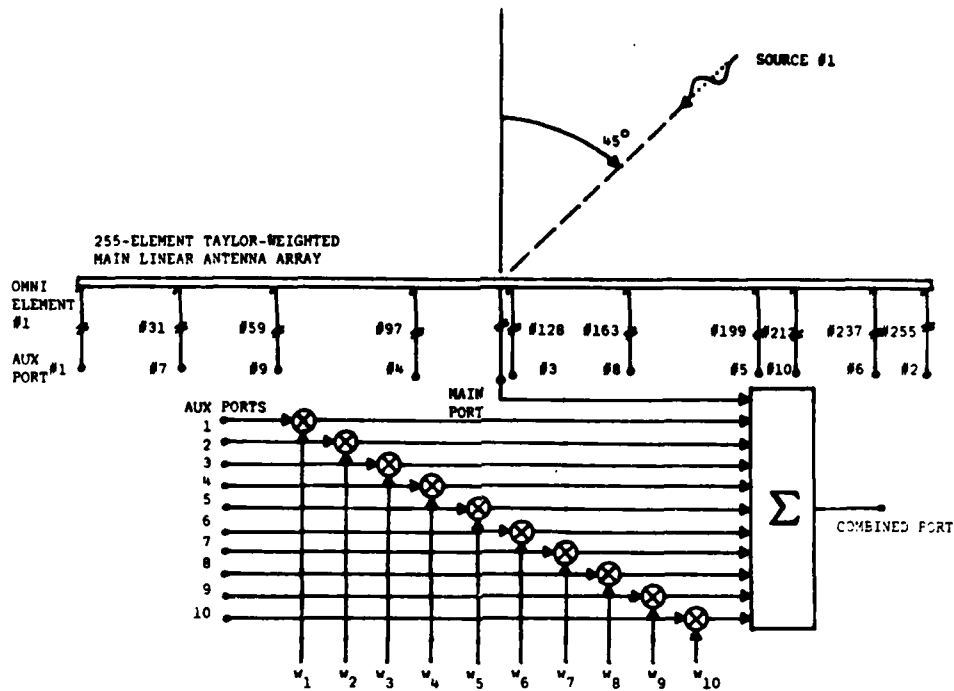 SOURCE #1
45°
255-ELEMENT TAYLOR-WEIGHTED
MAIN LINEAR ANTENNA ARRAY
OMNI
ELEMENT
#1 #31 #59 #97 #128 #163 #199 #217 #237 #255
AUX
PORT #1 #7 #9 #4 #3 #8 #5 #10 #6 #2
MAIN
PORT
AUX PORTS
1
2
3
4
5
6
7
8
9
10
Σ
COMBINED PORT
w1 w2 w3 w4 w5 w6 w7 w8 w9 w10